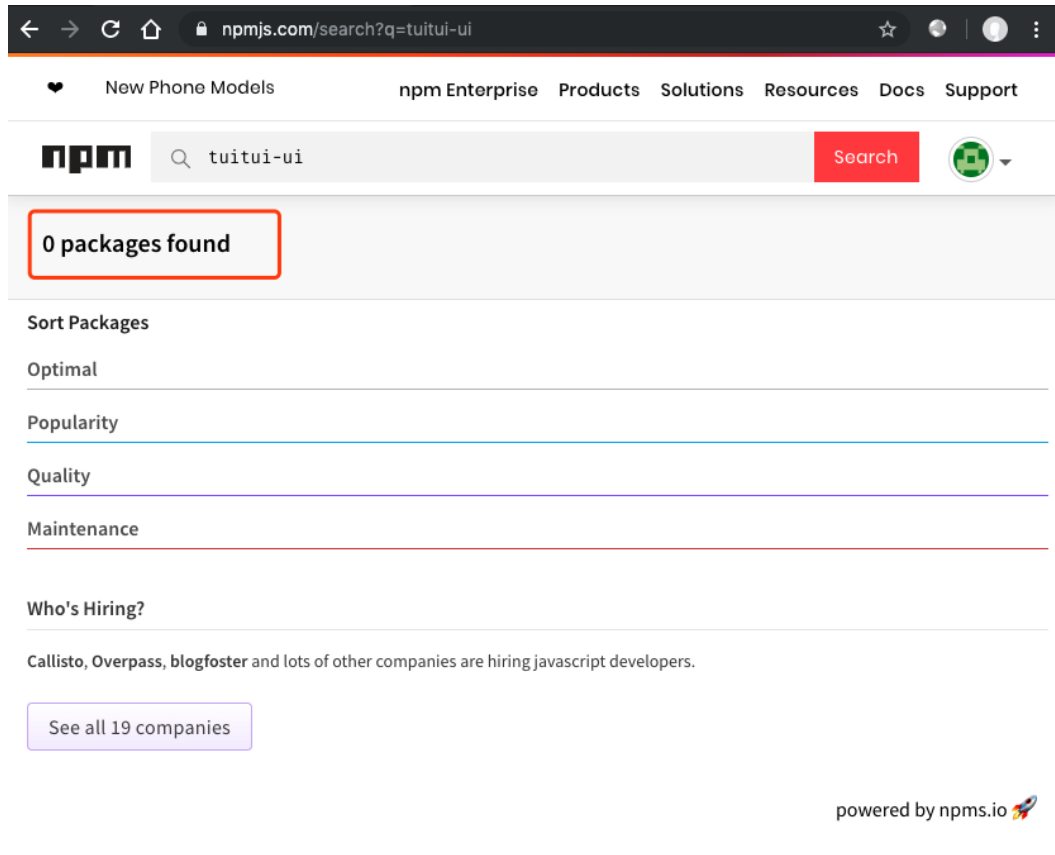 npmjs.com/search?q=tuitui-ui
New Phone Models npm Enterprise Products Solutions Resources Docs Support
npm tuitui-ui Search
0 packages found
Sort Packages
Optimal
Popularity
Quality
Maintenance
Who's Hiring?
Callisto, Overpass, blogfoster and lots of other companies are hiring javascript developers.
See all 19 companies
powered by npms.io